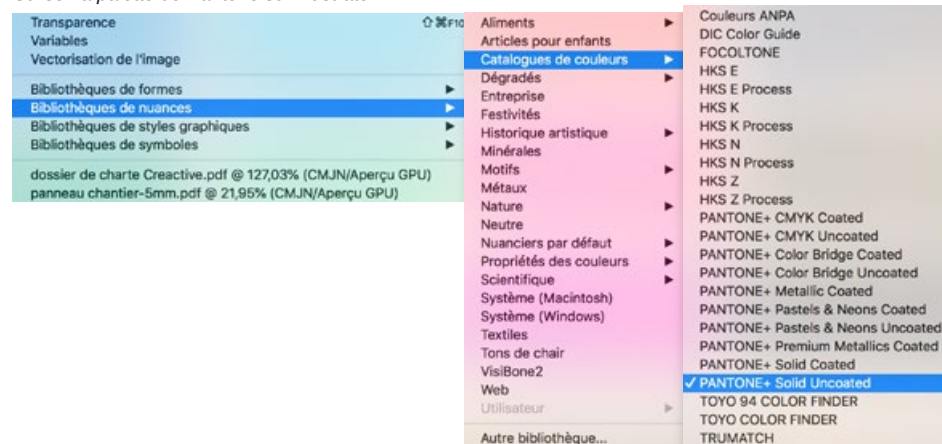 Transparence ⇧⌘F10
Variables
Vectorisation de l'image
Bibliothèques de formes
Bibliothèques de nuances
Bibliothèques de styles graphiques
Bibliothèques de symboles
dossier de charte Creactive.pdf @ 127,03% (CMJN/Aperçu GPU)
panneau chantier-5mm.pdf @ 21,95% (CMJN/Aperçu GPU)
Aliments
Articles pour enfants
Catalogues de couleurs
Dégradés
Entreprise
Festivités
Historique artistique
Minérales
Motifs
Métaux
Nature
Neutre
Nuanciers par défaut
Propriétés des couleurs
Scientifique
Système (Macintosh)
Système (Windows)
Textiles
Tons de chair
VisiBone2
Web
Utilisateur
Autre bibliothèque...
Couleurs ANPA
DIC Color Guide
FOCOLTONE
HKS E
HKS E Process
HKS K
HKS K Process
HKS N
HKS N Process
HKS Z
HKS Z Process
PANTONE+ CMYK Coated
PANTONE+ CMYK Uncoated
PANTONE+ Color Bridge Coated
PANTONE+ Color Bridge Uncoated
PANTONE+ Metallic Coated
PANTONE+ Pastels & Neons Coated
PANTONE+ Pastels & Neons Uncoated
PANTONE+ Premium Metallics Coated
PANTONE+ Solid Coated
✓ PANTONE+ Solid Uncoated
TOYO 94 COLOR FINDER
TOYO COLOR FINDER
TRUMATCH